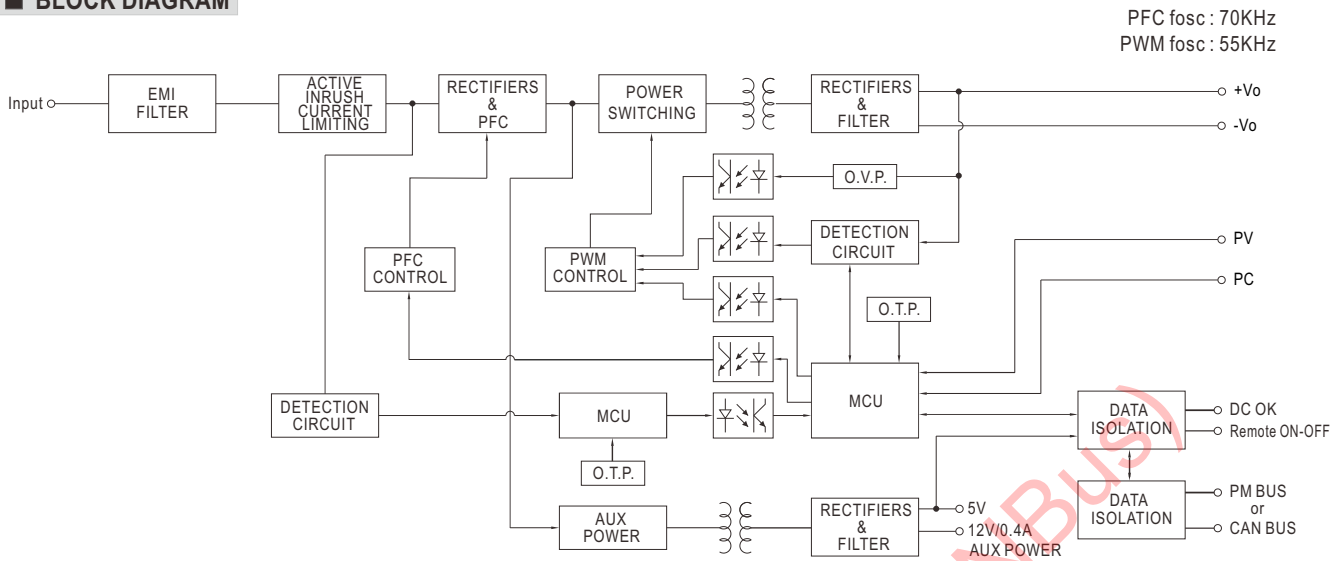 BLOCK DIAGRAM
PFC fosc : 70KHz
PWM fosc : 55KHz
Input
EMI
FILTER
ACTIVE
INRUSH
CURRENT
LIMITING
RECTIFIERS
&
PFC
POWER
SWITCHING
RECTIFIERS
&
FILTER
+Vo
-Vo
O.V.P.
DETECTION
CIRCUIT
PFC
CONTROL
PWM
CONTROL
PV
PC
O.T.P.
MCU
DETECTION
CIRCUIT
MCU
O.T.P.
DATA
ISOLATION
DC OK
Remote ON-OFF
DATA
ISOLATION
PM BUS
or
CAN BUS
AUX
POWER
RECTIFIERS
&
FILTER
5V
12V/0.4A
AUX POWER
NBus)